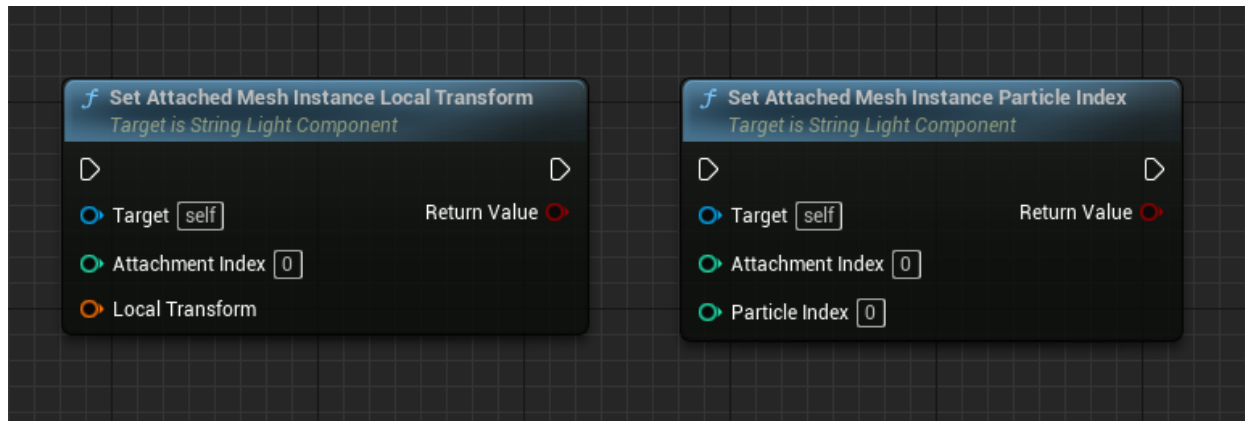 f Set Attached Mesh Instance Local Transform
Target is String Light Component
Target self
Return Value
Attachment Index 0
Local Transform
f Set Attached Mesh Instance Particle Index
Target is String Light Component
Target self
Return Value
Attachment Index 0
Particle Index 0